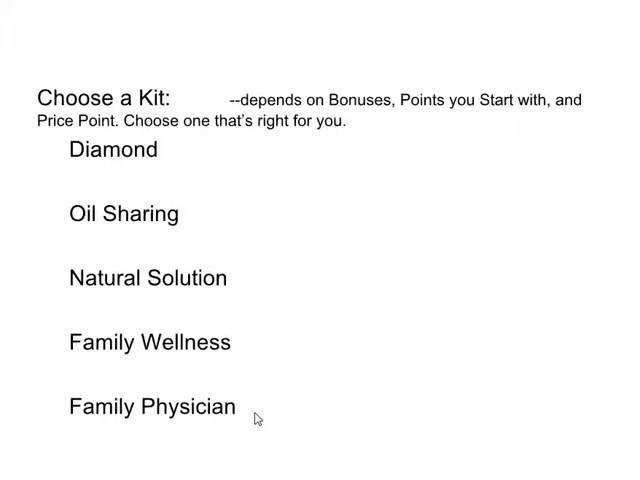 Choose a Kit: --depends on Bonuses, Points you Start with, and
Price Point. Choose one that's right for you.
Diamond
Oil Sharing
Natural Solution
Family Wellness
Family Physician